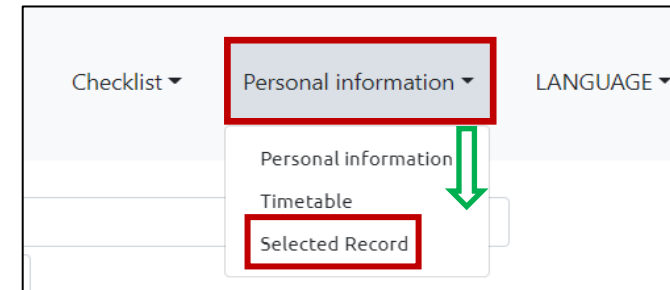 Checklist Personal information LANGUAGE
Personal information
Timetable
Selected Record